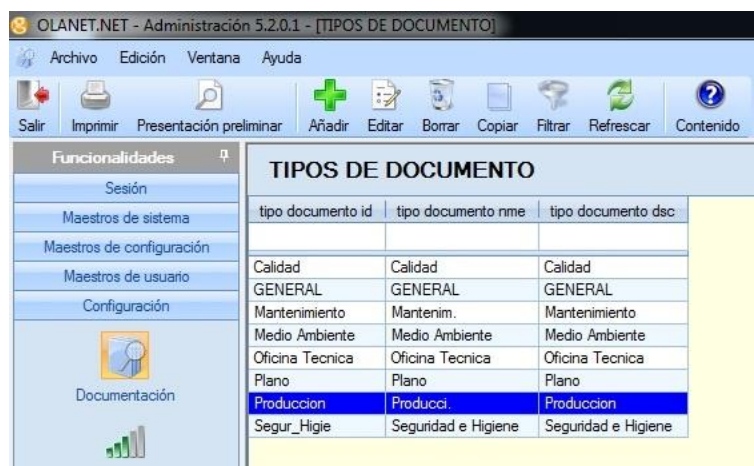 OLANET.NET - Administración 5.2.0.1 - [TIPOS DE DOCUMENTO]
Archivo Edición Ventana Ayuda
Salir Imprimir Presentación preliminar Añadir Editar Borrar Copiar Filtrar Refrescar Contenido
Funcionalidades
Sesión
Maestros de sistema
Maestros de configuración
Maestros de usuario
Configuración
Documentación
TIPOS DE DOCUMENTO
tipo documento id tipo documento nme tipo documento dsc
Calidad Calidad Calidad
GENERAL GENERAL GENERAL
Mantenimiento Mantenim. Mantenimiento
Medio Ambiente Medio Ambiente Medio Ambiente
Oficina Tecnica Oficina Tecnica Oficina Tecnica
Plano Plano Plano
Produccion Producci. Produccion
Segur_Higie Seguridad e Higiene Seguridad e Higiene